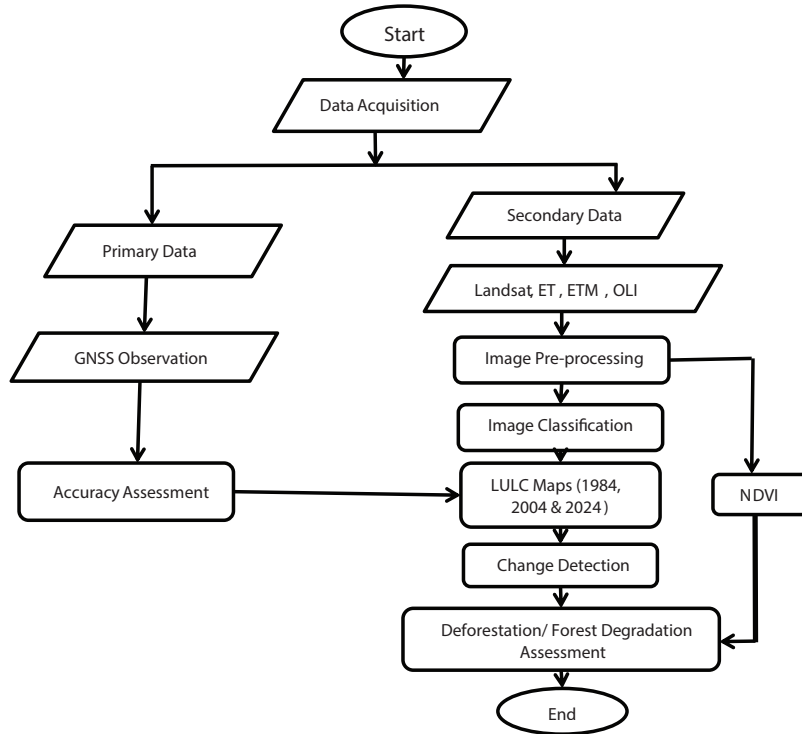 Start
Data Acquisition
Primary Data
Secondary Data
GNSS Observation
Landsat, ET , ETM , OLI
Image Pre-processing
Image Classification
Accuracy Assessment
LULC Maps (1984,
2004 & 2024)
NDVI
Change Detection
Deforestation/ Forest Degradation
Assessment
End